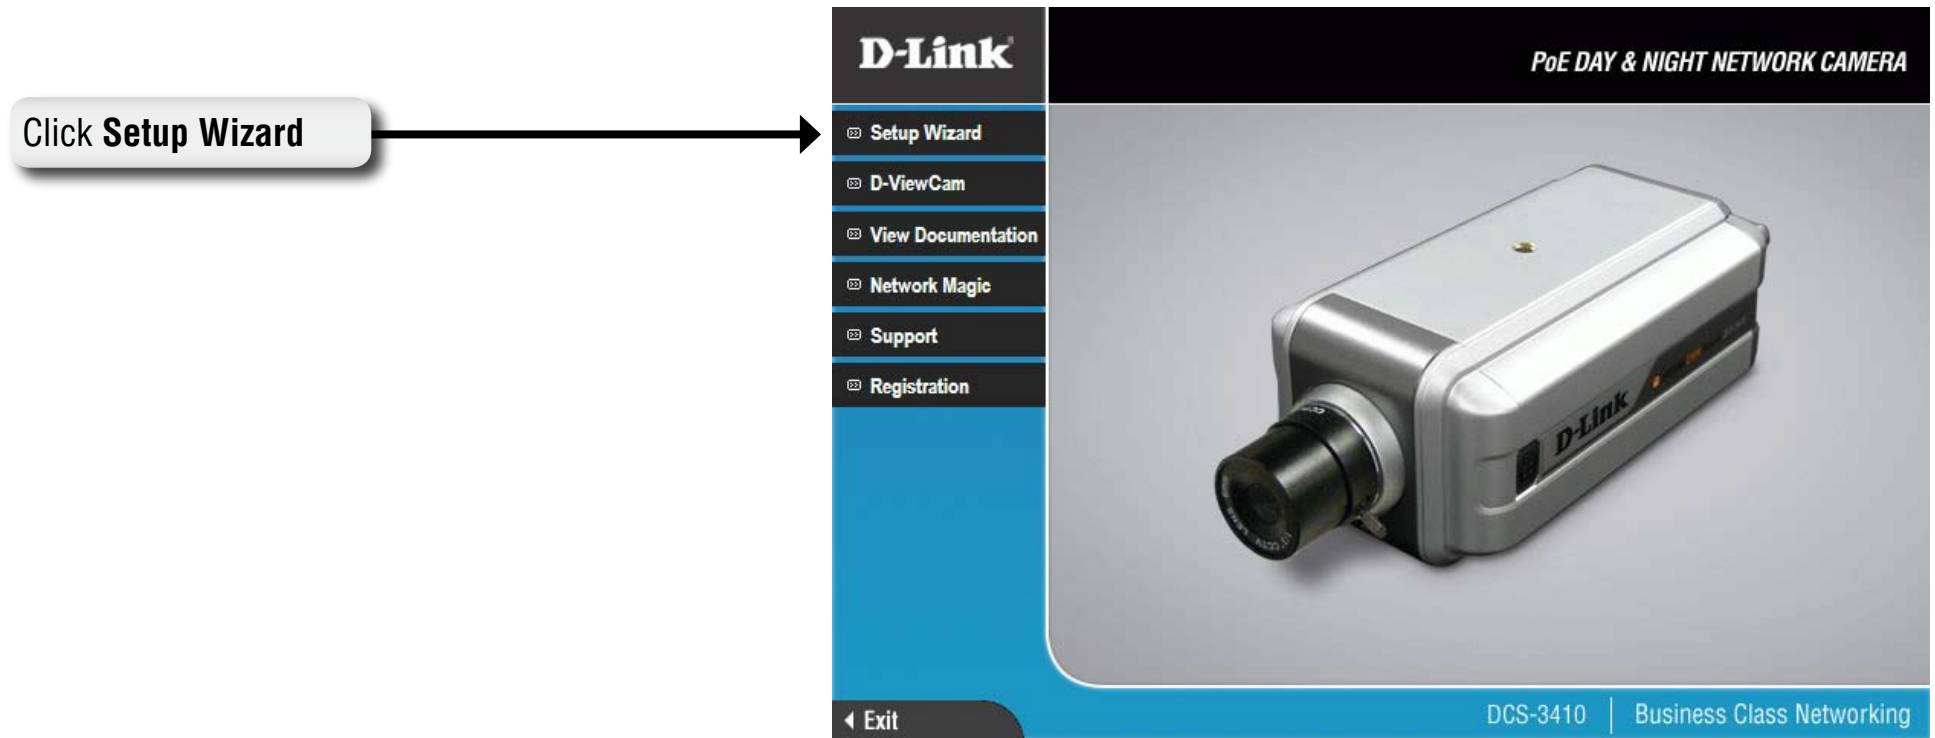 D-Link
PoE DAY & NIGHT NETWORK CAMERA
Click Setup Wizard
Setup Wizard
D-ViewCam
View Documentation
Network Magic
Support
Registration
D-Link
Exit
DCS-3410
Business Class Networking